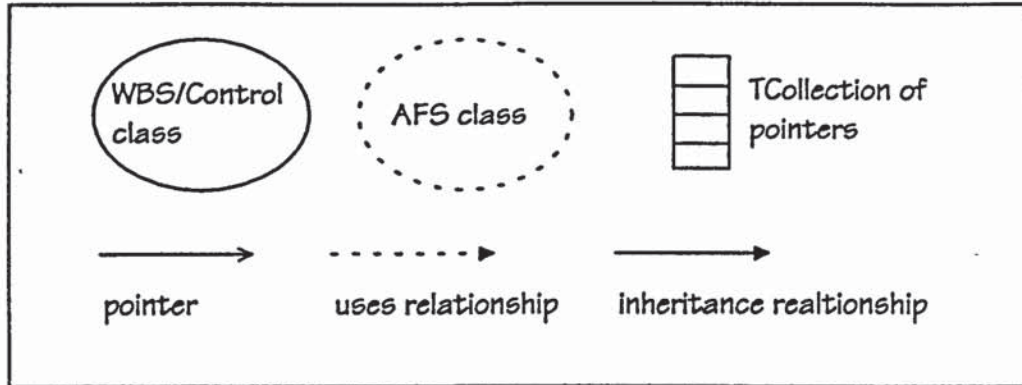 WBS/Control
class
AFS class
TCollection of
pointers
pointer
uses relationship
inheritance realtionship